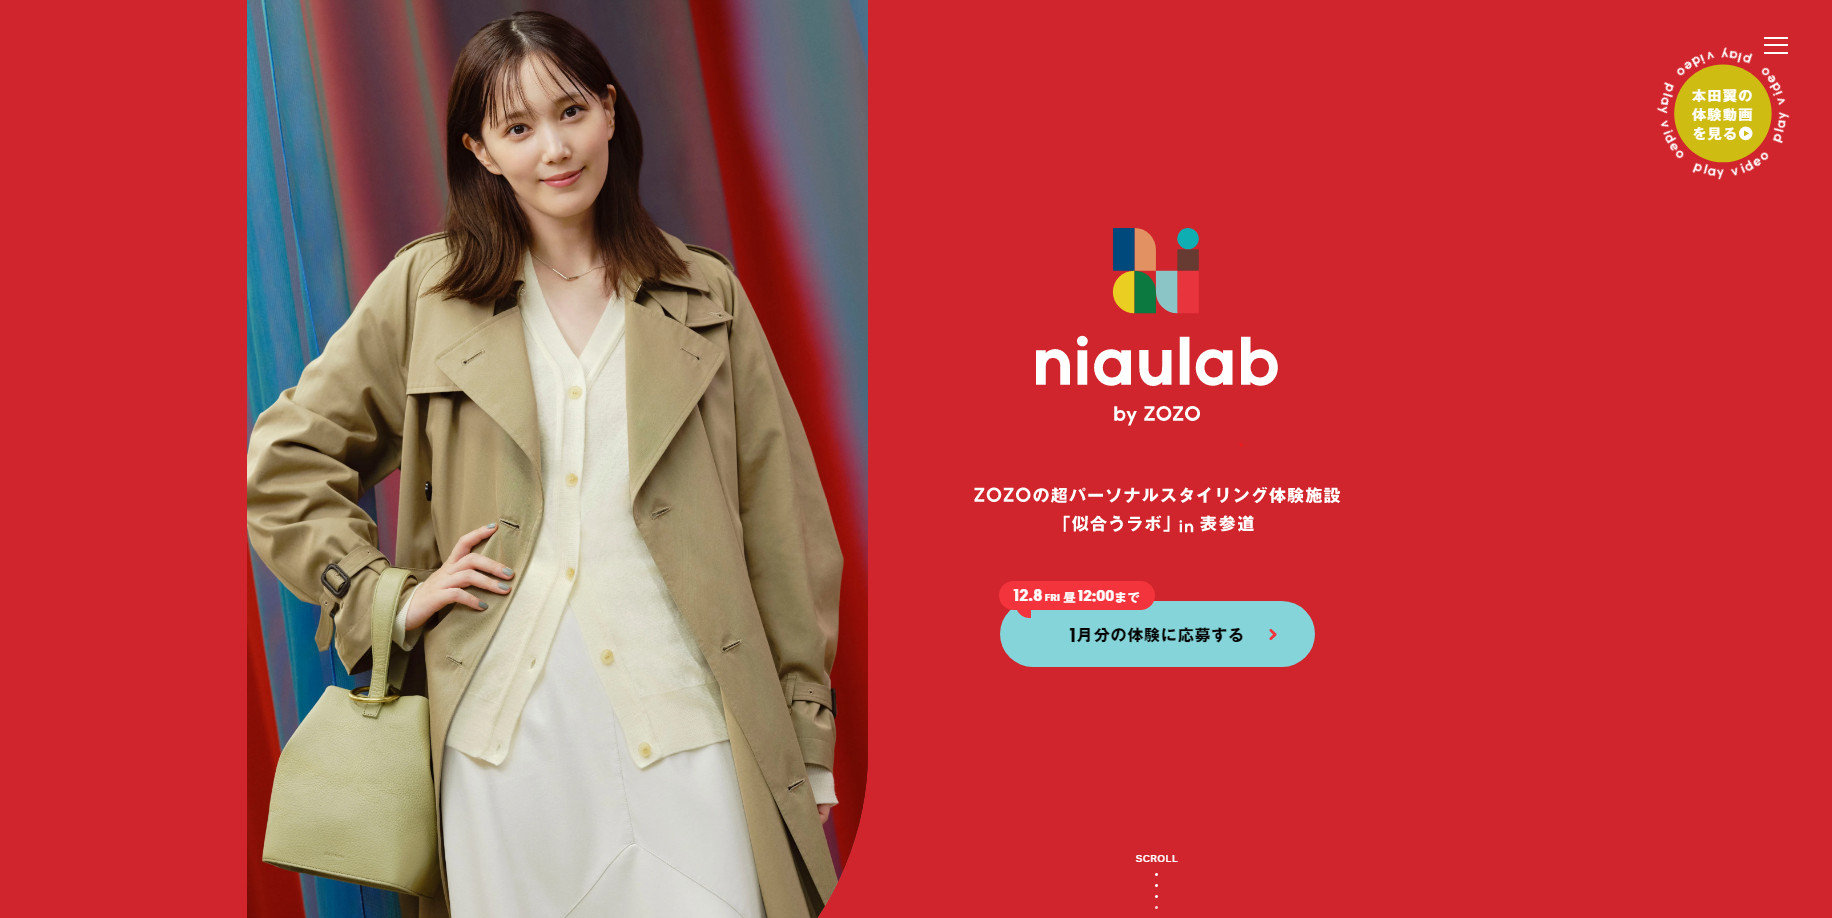 play video play video play video play video
本田翼の
体験動画
を見る
niaulab
by ZOZO
ZOZOの超パーソナルスタイリング体験施設
「似合うラボ」in 表参道
12.8 FRI 昼12:00まで
1月分の体験に応募する
SCROLL